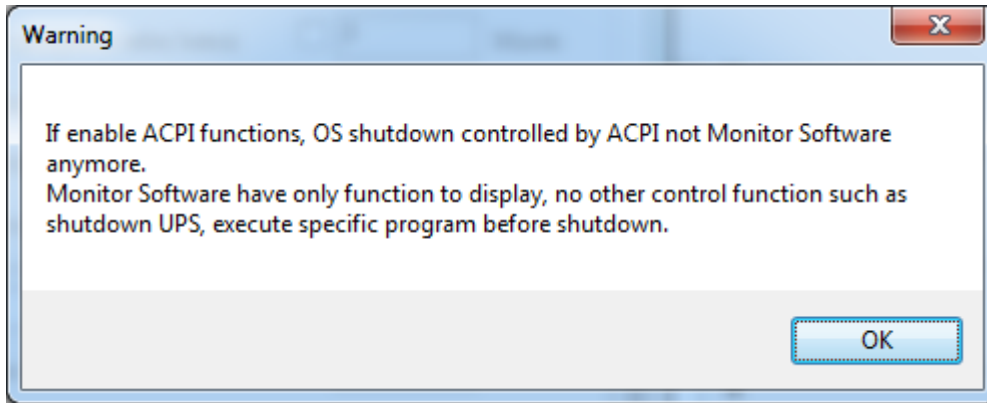 Warning
If enable ACPI functions, OS shutdown controlled by ACPI not Monitor Software
anymore.
Monitor Software have only function to display, no other control function such as
shutdown UPS, execute specific program before shutdown.
OK